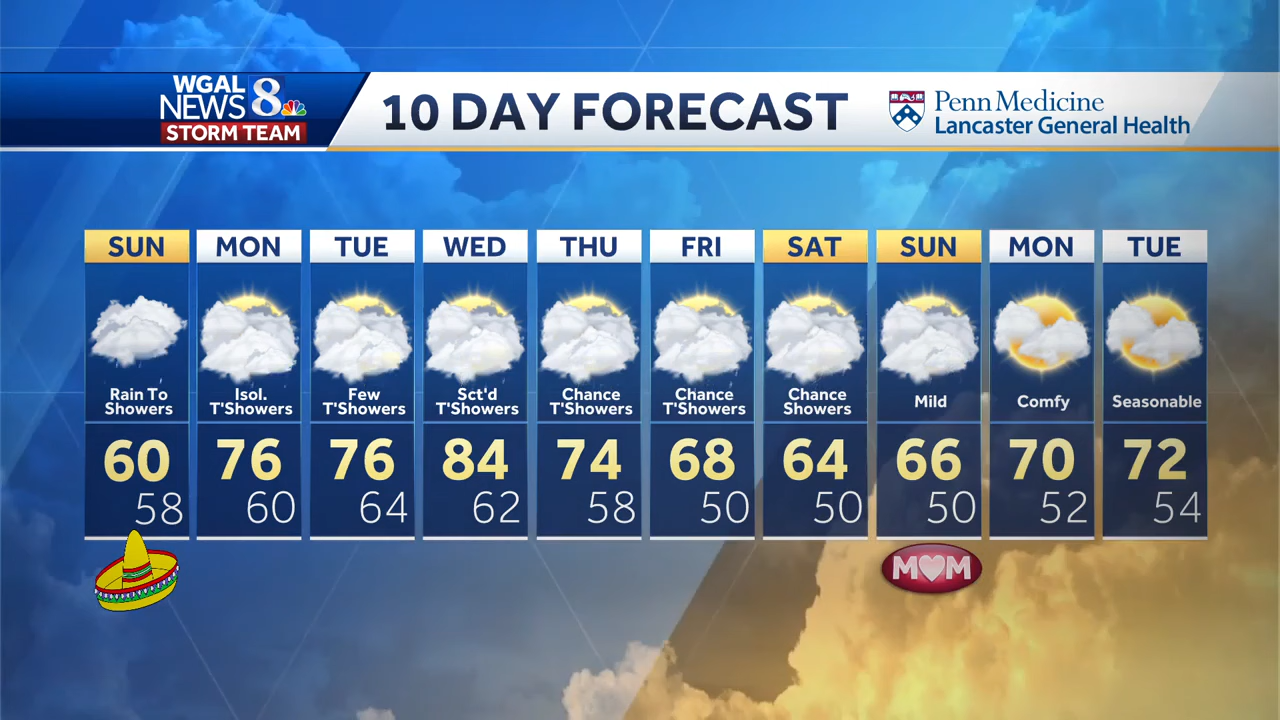 WGAL
NEWS 8
STORM TEAM
10 DAY FORECAST
Penn Medicine
Lancaster General Health
SUN MON TUE WED THU FRI SAT SUN MON TUE
Rain To Isol. Few Sct'd Chance Chance Chance Mild Comfy Seasonable
Showers T'Showers T'Showers T'Showers T'Showers T'Showers Showers
60 76 76 84 74 68 64 66 70 72
58 60 64 62 58 50 50 50 52 54
M♥M